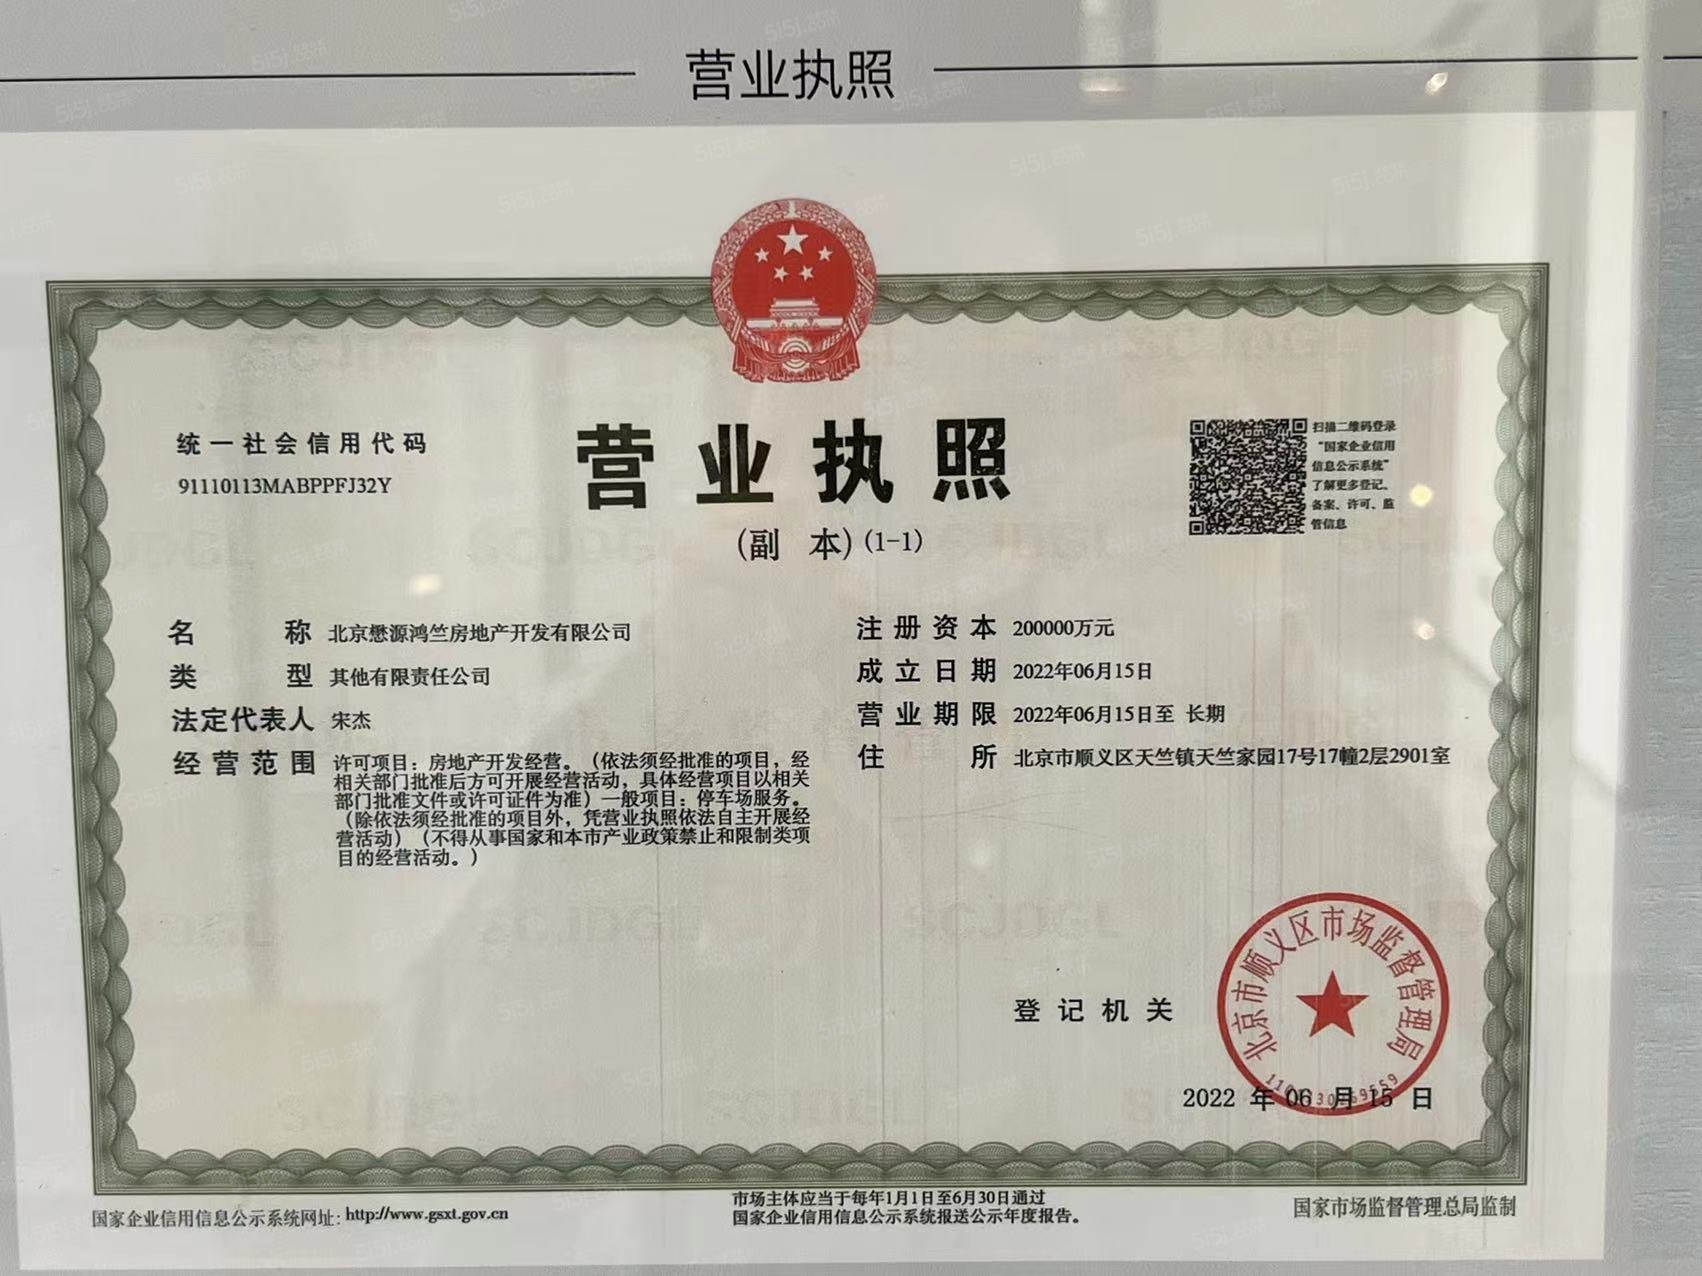 营业执照
统一社会信用代码
91110113MABPPFJ32Y
营业执照
(副 本)(1-1)
扫描二维码登录
“国家企业信用
信息公示系统”
了解更多登记、
备案、许可、监
管信息
名 称 北京懋源鸿竺房地产开发有限公司
类 型 其他有限责任公司
法定代表人 宋杰
经营范围 许可项目：房地产开发经营。（依法须经批准的项目，经
相关部门批准后方可开展经营活动，具体经营项目以相关
部门批准文件或许可证件为准）一般项目：停车场服务。
（除依法须经批准的项目外，凭营业执照依法自主开展经
营活动）（不得从事国家和本市产业政策禁止和限制类项
目的经营活动。）
注册资本 200000万元
成立日期 2022年06月15日
营业期限 2022年06月15日至 长期
住 所 北京市顺义区天竺镇天竺家园17号17幢2层2901室
登记机关
北京市顺义区市场监督管理局
2022 年 06 月 15 日
国家企业信用信息公示系统网址：http://www.gsxt.gov.cn
市场主体应当于每年1月1日至6月30日通过
国家企业信用信息公示系统报送公示年度报告。
国家市场监督管理总局监制